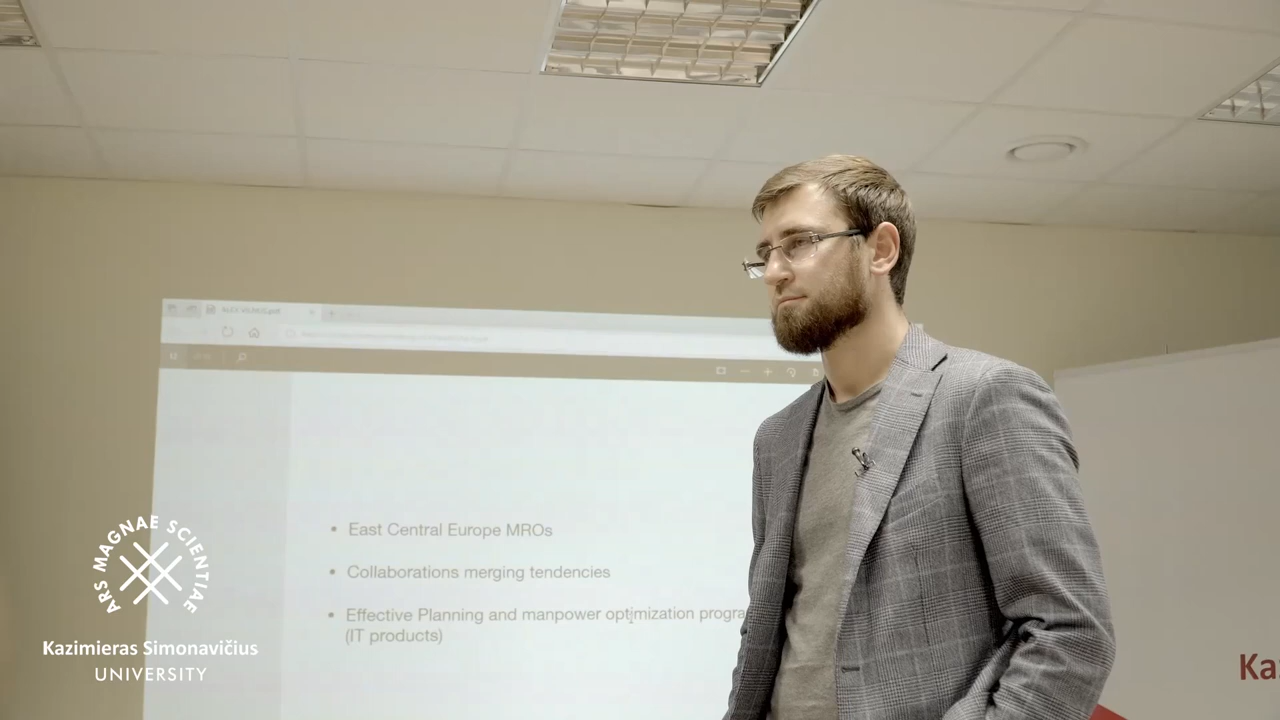 East Central Europe MROs
Collaborations merging tendencies
Effective Planning and manpower optimization progra
(IT products)
ARS MAGNAE SCIENTIAE
Kazimieras Simonavičius
UNIVERSITY
Ka